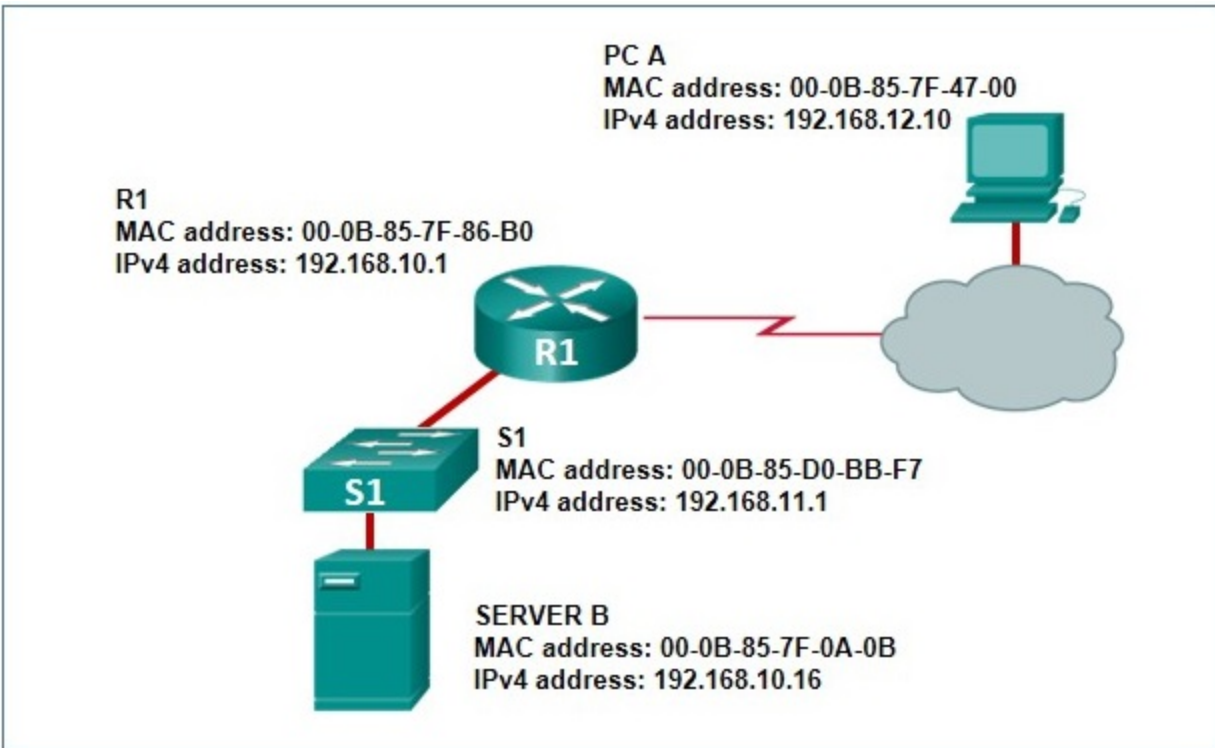 PC A
MAC address: 00-0B-85-7F-47-00
IPv4 address: 192.168.12.10
R1
MAC address: 00-0B-85-7F-86-B0
IPv4 address: 192.168.10.1
R1
S1
MAC address: 00-0B-85-D0-BB-F7
IPv4 address: 192.168.11.1
S1
SERVER B
MAC address: 00-0B-85-7F-0A-0B
IPv4 address: 192.168.10.16